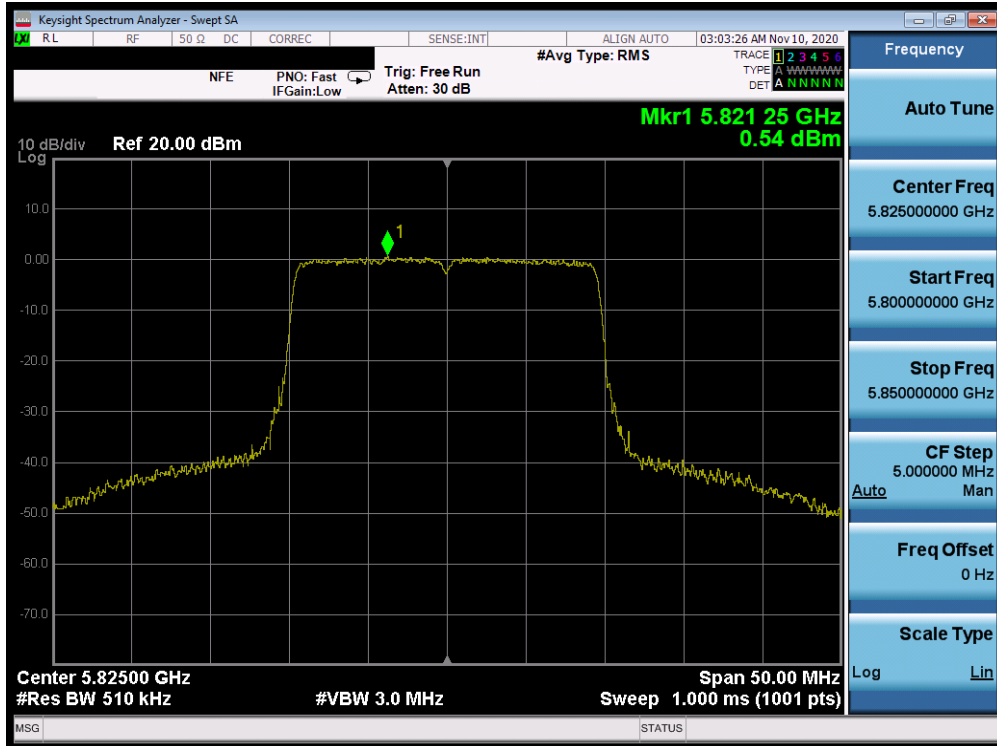 Keysight Spectrum Analyzer - Swept SA
LXI RL RF 50 Ω DC CORREC SENSE:INT ALIGN AUTO 03:03:26 AM Nov 10, 2020
#Avg Type: RMS TRACE 1 2 3 4 5 6
NFE PNO: Fast Trig: Free Run TYPE A WWWWW
IFGain:Low Atten: 30 dB DET A N N N N N
Mkr1 5.821 25 GHz
0.54 dBm
10 dB/div Ref 20.00 dBm
Log
10.0
1
0.00
-10.0
-20.0
-30.0
-40.0
-50.0
-60.0
-70.0
Center 5.82500 GHz Span 50.00 MHz
#Res BW 510 kHz #VBW 3.0 MHz Sweep 1.000 ms (1001 pts)
MSG STATUS
Frequency
Auto Tune
Center Freq
5.825000000 GHz
Start Freq
5.800000000 GHz
Stop Freq
5.850000000 GHz
CF Step
5.000000 MHz
Auto Man
Freq Offset
0 Hz
Scale Type
Log Lin